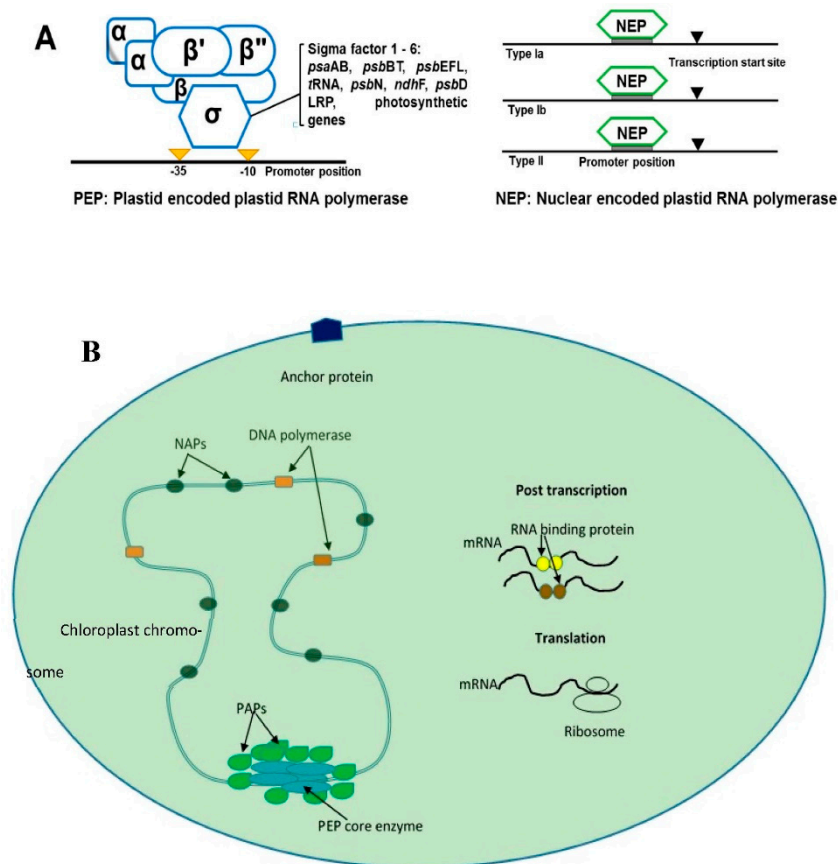 A
α
α
β'
β"
β
σ
Sigma factor 1 - 6:
psaAB, psbBT, psbEFL,
tRNA, psbN, ndhF, psbD
LRP, photosynthetic
genes
-35
-10
Promoter position
PEP: Plastid encoded plastid RNA polymerase
NEP
Type Ia
Transcription start site
NEP
Type Ib
NEP
Type II
Promoter position
NEP: Nuclear encoded plastid RNA polymerase
B
Anchor protein
NAPs
DNA polymerase
Chloroplast chromo-
some
PAPs
PEP core enzyme
Post transcription
RNA binding protein
mRNA
Translation
mRNA
Ribosome